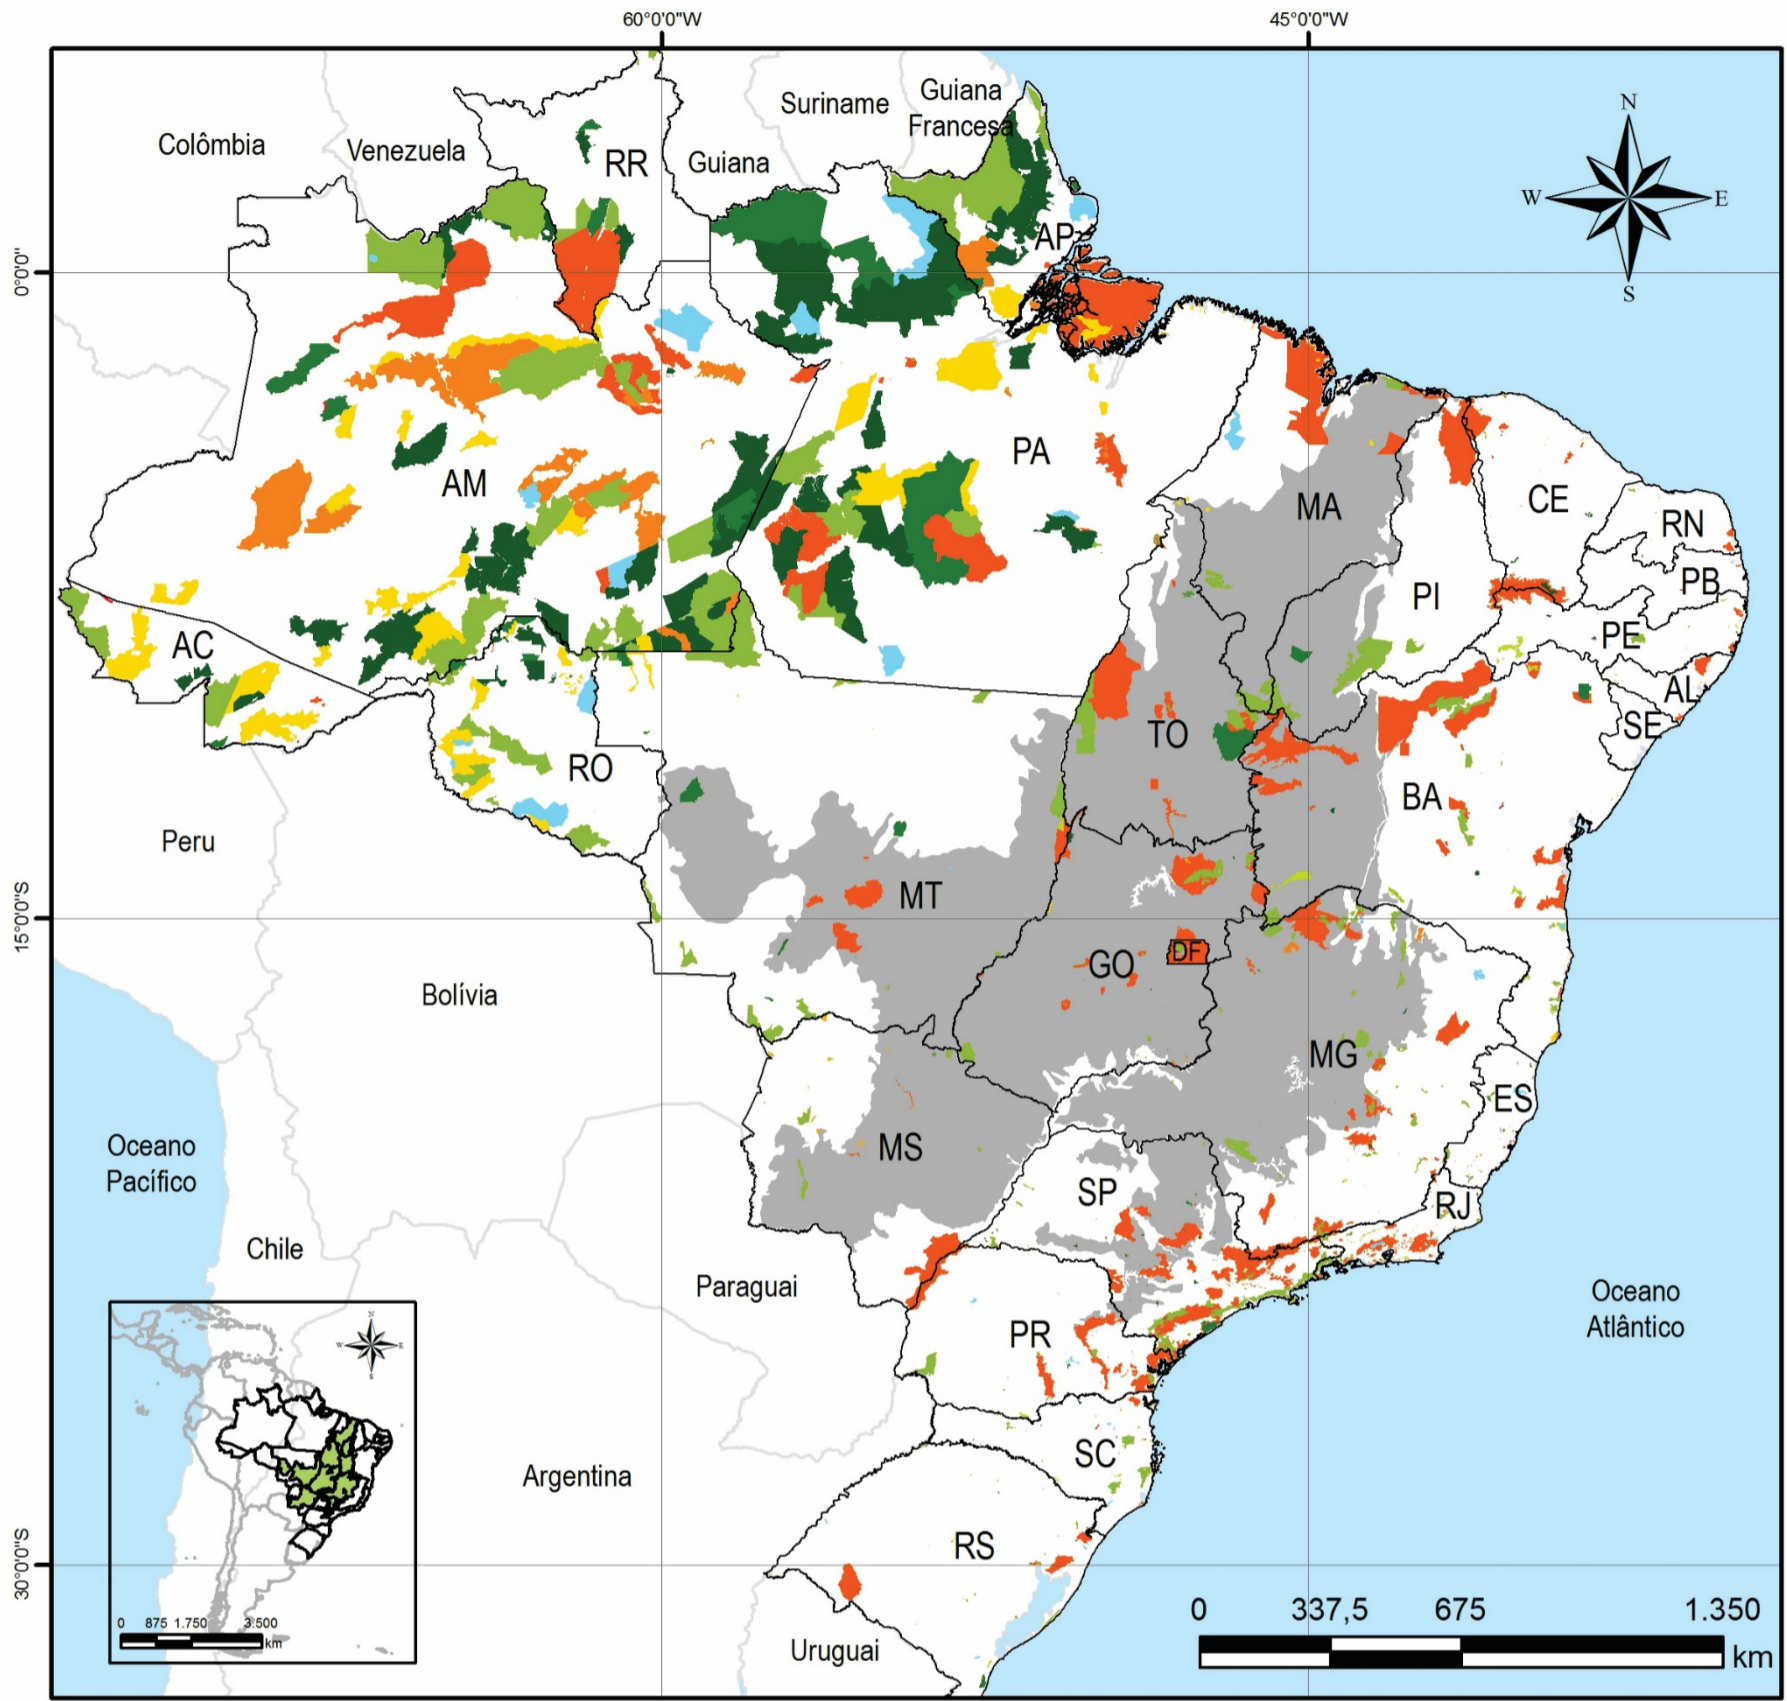 60°0'0"W
45°0'0"W
Suriname
Guiana
Francesa
Colômbia
Venezuela
RR
Guiana
N
W
E
S
0°0'0"
AP
AM
PA
MA
CE
RN
PB
PI
PE
AC
AL
SE
TO
RO
BA
Peru
MT
15°0'0"S
GO
DF
Bolívia
MG
ES
Oceano
Pacífico
MS
SP
RJ
Chile
Paraguai
Oceano
Atlântico
N
W
E
S
PR
SC
Argentina
RS
30°0'0"S
0
337,5
675
1.350
km
0
875
1.750
3.500
km
Uruguai